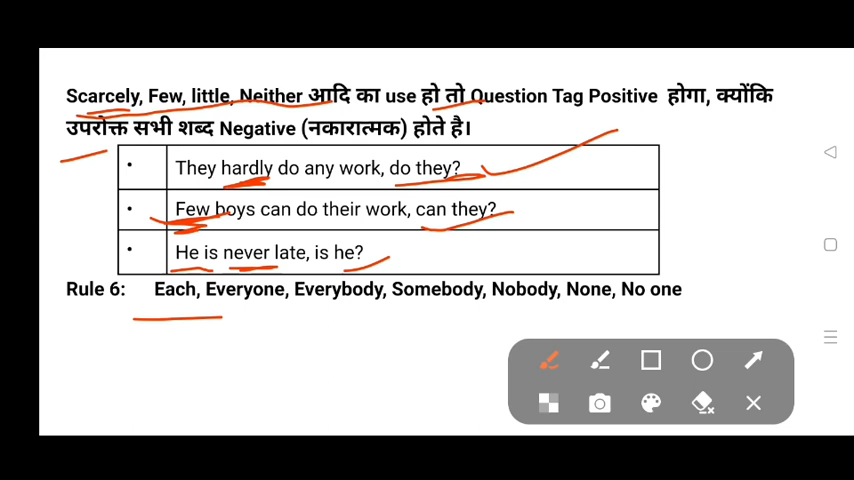 Scarcely, Few, little, Neither आदि का use हो तो Question Tag Positive होगा, क्योंकि
उपरोक्त सभी शब्द Negative (नकारात्मक) होते है।
• They hardly do any work, do they?
• Few boys can do their work, can they?
• He is never late, is he?
Rule 6: Each, Everyone, Everybody, Somebody, Nobody, None, No one